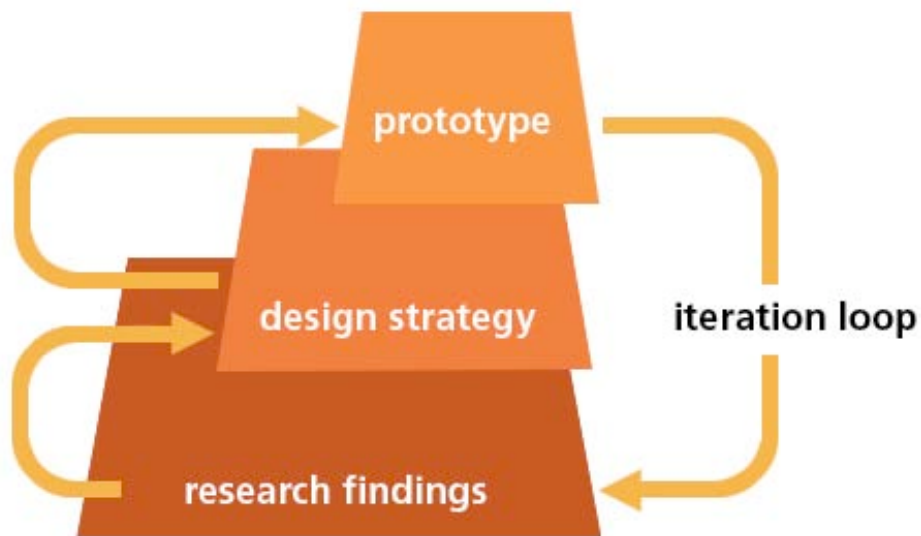 prototype
design strategy
iteration loop
research findings